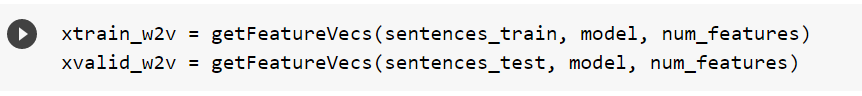 xtrain_w2v = getFeatureVecs(sentences_train, model, num_features)
xvalid_w2v = getFeatureVecs(sentences_test, model, num_features)